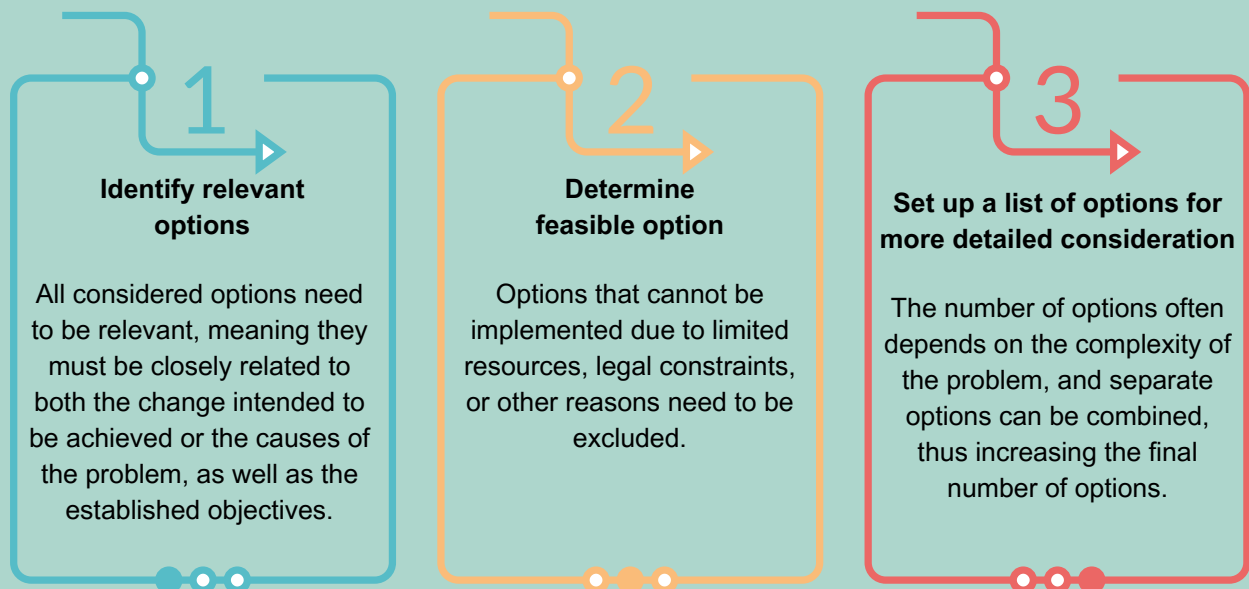 1
Identify relevant
options
All considered options need
to be relevant, meaning they
must be closely related to
both the change intended to
be achieved or the causes of
the problem, as well as the
established objectives.
2
Determine
feasible option
Options that cannot be
implemented due to limited
resources, legal constraints,
or other reasons need to be
excluded.
3
Set up a list of options for
more detailed consideration
The number of options often
depends on the complexity of
the problem, and separate
options can be combined,
thus increasing the final
number of options.